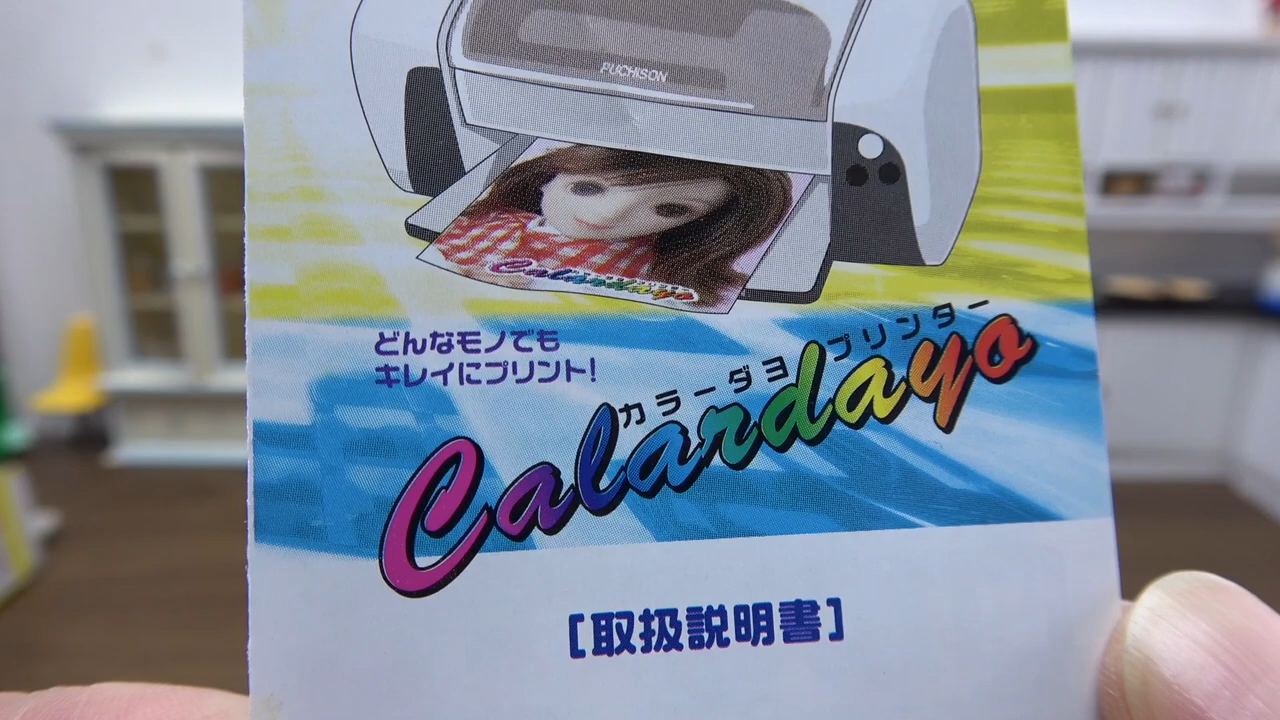 PUCHISON
Calardayo
どんなモノでも
キレイにプリント!
カラーダヨ プリンター
Calardayo
[取扱説明書]